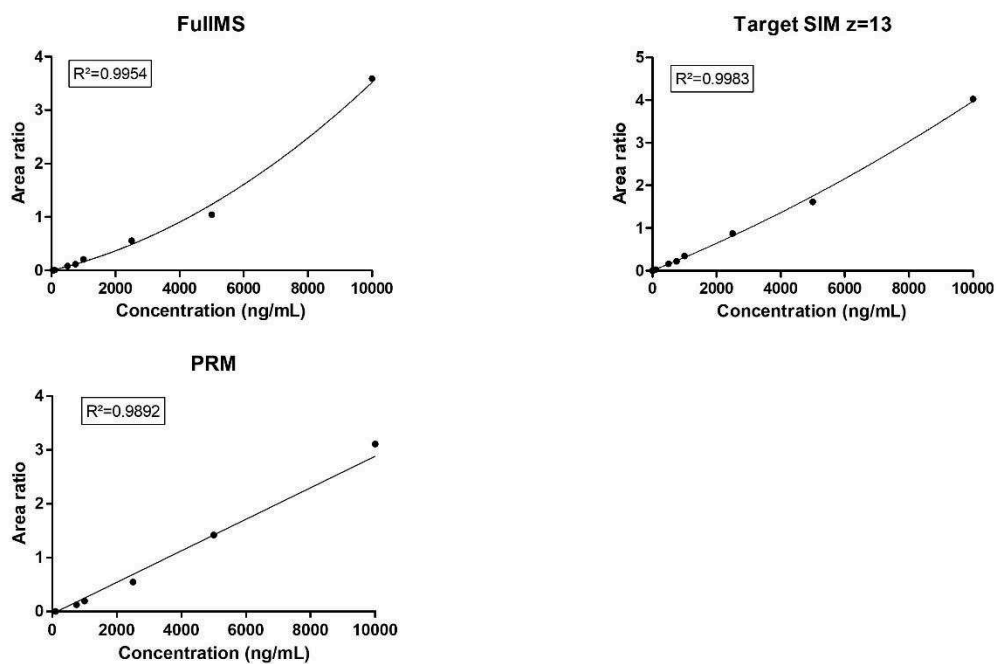 FullMS
4
R²=0.9954
3
2
1
0
Area ratio
0 2000 4000 6000 8000 10000
Concentration (ng/mL)
Target SIM z=13
5
R²=0.9983
4
3
2
1
0
Area ratio
0 2000 4000 6000 8000 10000
Concentration (ng/mL)
PRM
4
R²=0.9892
3
2
1
0
Area ratio
0 2000 4000 6000 8000 10000
Concentration (ng/mL)